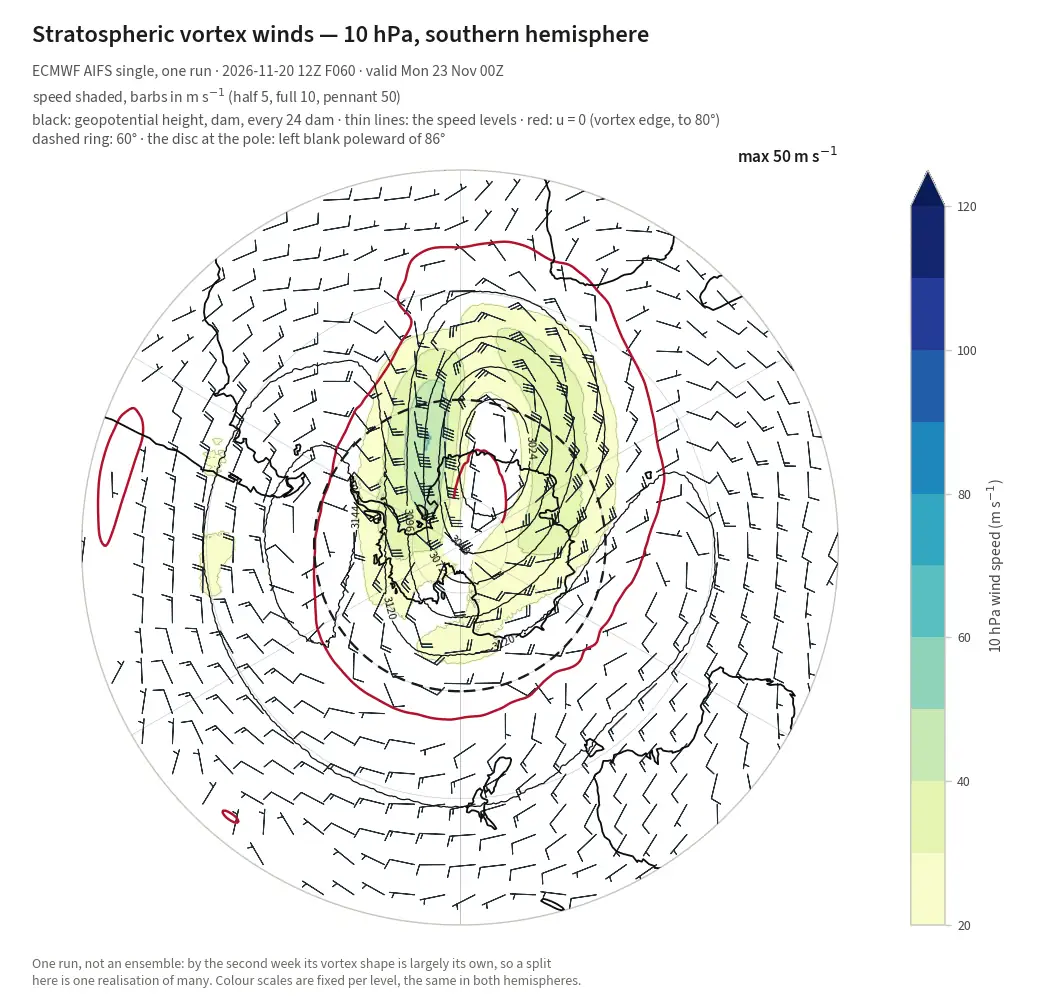 Stratospheric vortex winds — 10 hPa, southern hemisphere
ECMWF AIFS single, one run · 2026-11-20 12Z F060 · valid Mon 23 Nov 00Z
speed shaded, barbs in m s⁻¹ (half 5, full 10, pennant 50)
black: geopotential height, dam, every 24 dam · thin lines: the speed levels · red: u = 0 (vortex edge, to 80°)
dashed ring: 60° · the disc at the pole: left blank poleward of 86°
max 50 m s⁻¹
120
100
80
60
40
20
10 hPa wind speed (m s⁻¹)
3144
3120
One run, not an ensemble: by the second week its vortex shape is largely its own, so a split
here is one realisation of many. Colour scales are fixed per level, the same in both hemispheres.